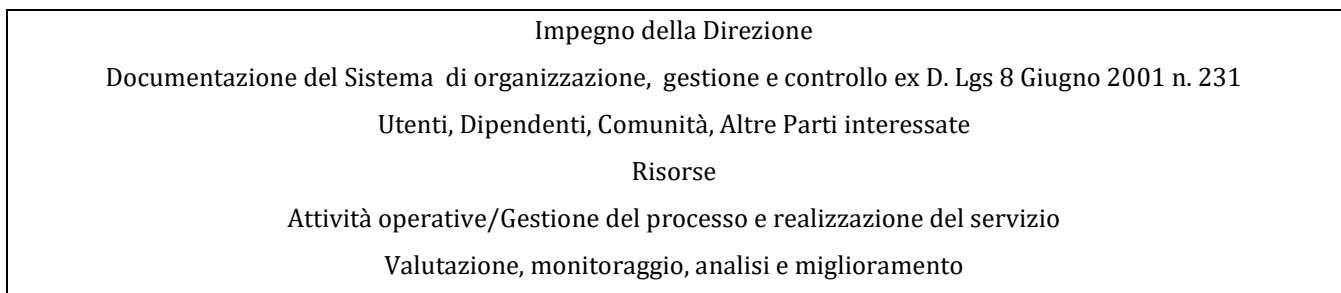 Impegno della Direzione
Documentazione del Sistema di organizzazione, gestione e controllo ex D. Lgs 8 Giugno 2001 n. 231
Utenti, Dipendenti, Comunità, Altre Parti interessate
Risorse
Attività operative/Gestione del processo e realizzazione del servizio
Valutazione, monitoraggio, analisi e miglioramento